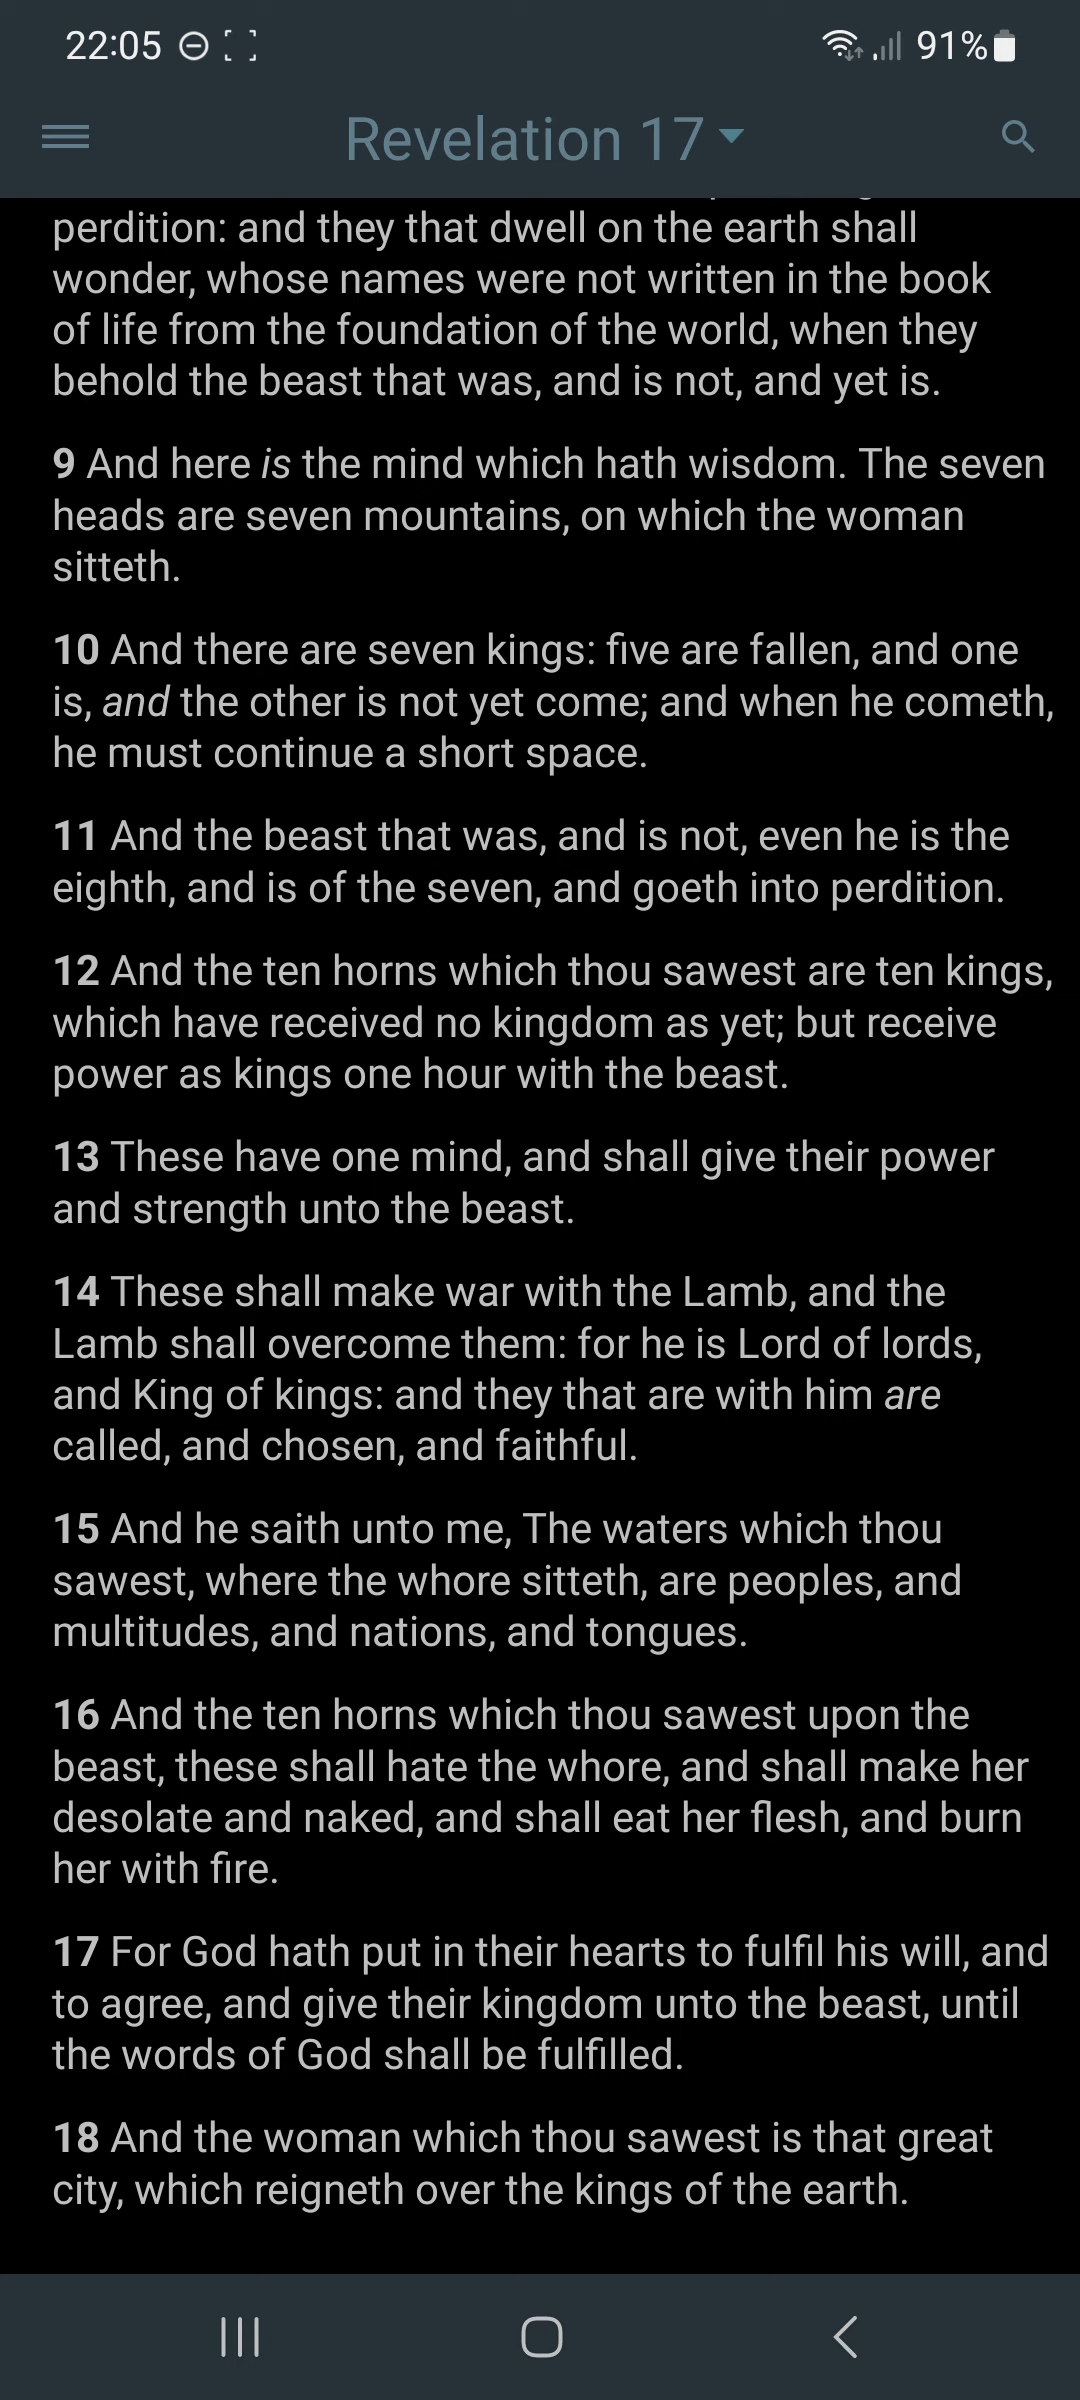 22:05
91%
Revelation 17
perdition: and they that dwell on the earth shall
wonder, whose names were not written in the book
of life from the foundation of the world, when they
behold the beast that was, and is not, and yet is.
9 And here is the mind which hath wisdom. The seven
heads are seven mountains, on which the woman
sitteth.
10 And there are seven kings: five are fallen, and one
is, and the other is not yet come; and when he cometh,
he must continue a short space.
11 And the beast that was, and is not, even he is the
eighth, and is of the seven, and goeth into perdition.
12 And the ten horns which thou sawest are ten kings,
which have received no kingdom as yet; but receive
power as kings one hour with the beast.
13 These have one mind, and shall give their power
and strength unto the beast.
14 These shall make war with the Lamb, and the
Lamb shall overcome them: for he is Lord of lords,
and King of kings: and they that are with him are
called, and chosen, and faithful.
15 And he saith unto me, The waters which thou
sawest, where the whore sitteth, are peoples, and
multitudes, and nations, and tongues.
16 And the ten horns which thou sawest upon the
beast, these shall hate the whore, and shall make her
desolate and naked, and shall eat her flesh, and burn
her with fire.
17 For God hath put in their hearts to fulfil his will, and
to agree, and give their kingdom unto the beast, until
the words of God shall be fulfilled.
18 And the woman which thou sawest is that great
city, which reigneth over the kings of the earth.